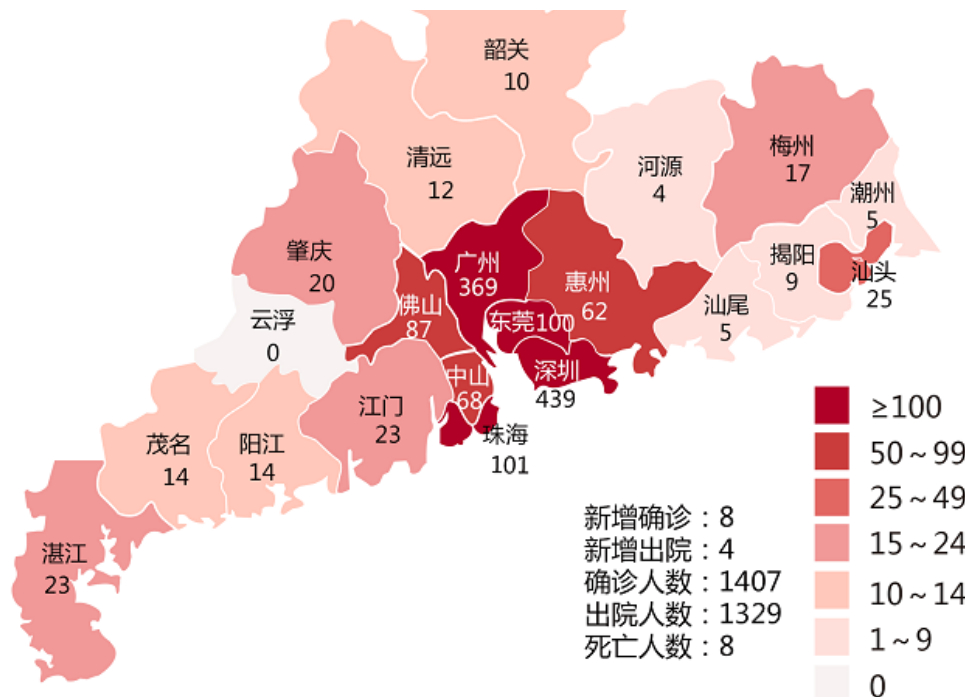 韶关
10
清远
12
河源
4
梅州
17
潮州
5
肇庆
20
广州
369
惠州
62
揭阳
9
汕头
25
佛山
87
云浮
0
东莞100
汕尾
5
中山
68
深圳
439
江门
23
珠海
101
茂名
14
阳江
14
湛江
23
新增确诊：8
新增出院：4
确诊人数：1407
出院人数：1329
死亡人数：8
≥100
50～99
25～49
15～24
10～14
1～9
0